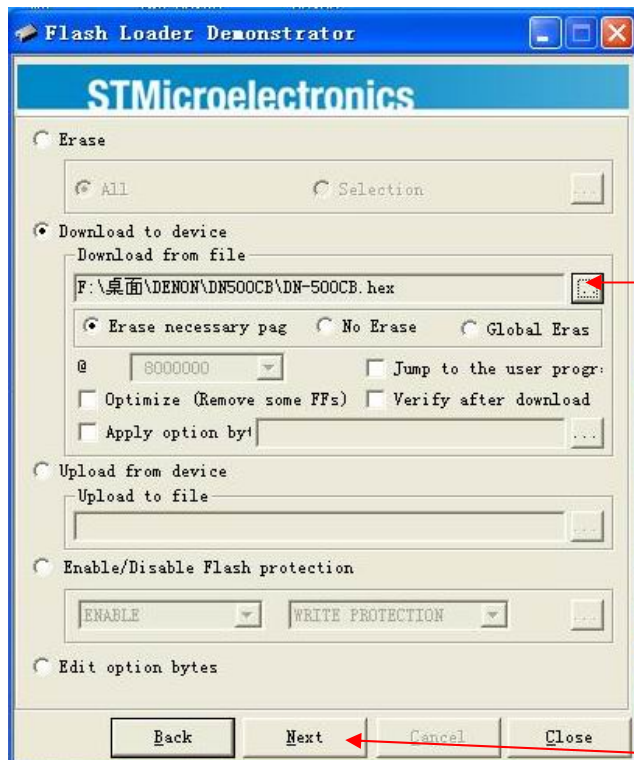 Flash Loader Demonstrator
STMicroelectronics
Erase
All Selection ...
Download to device
Download from file
F:\桌面\DENON\DN500CB\DN-500CB.hex
Erase necessary pag No Erase Global Eras
@ 8000000 Jump to the user progr
Optimize (Remove some FFs) Verify after download
Apply option byt ...
Upload from device
Upload to file
...
Enable/Disable Flash protection
ENABLE WRITE PROTECTION ...
Edit option bytes
Back Next Cancel Close